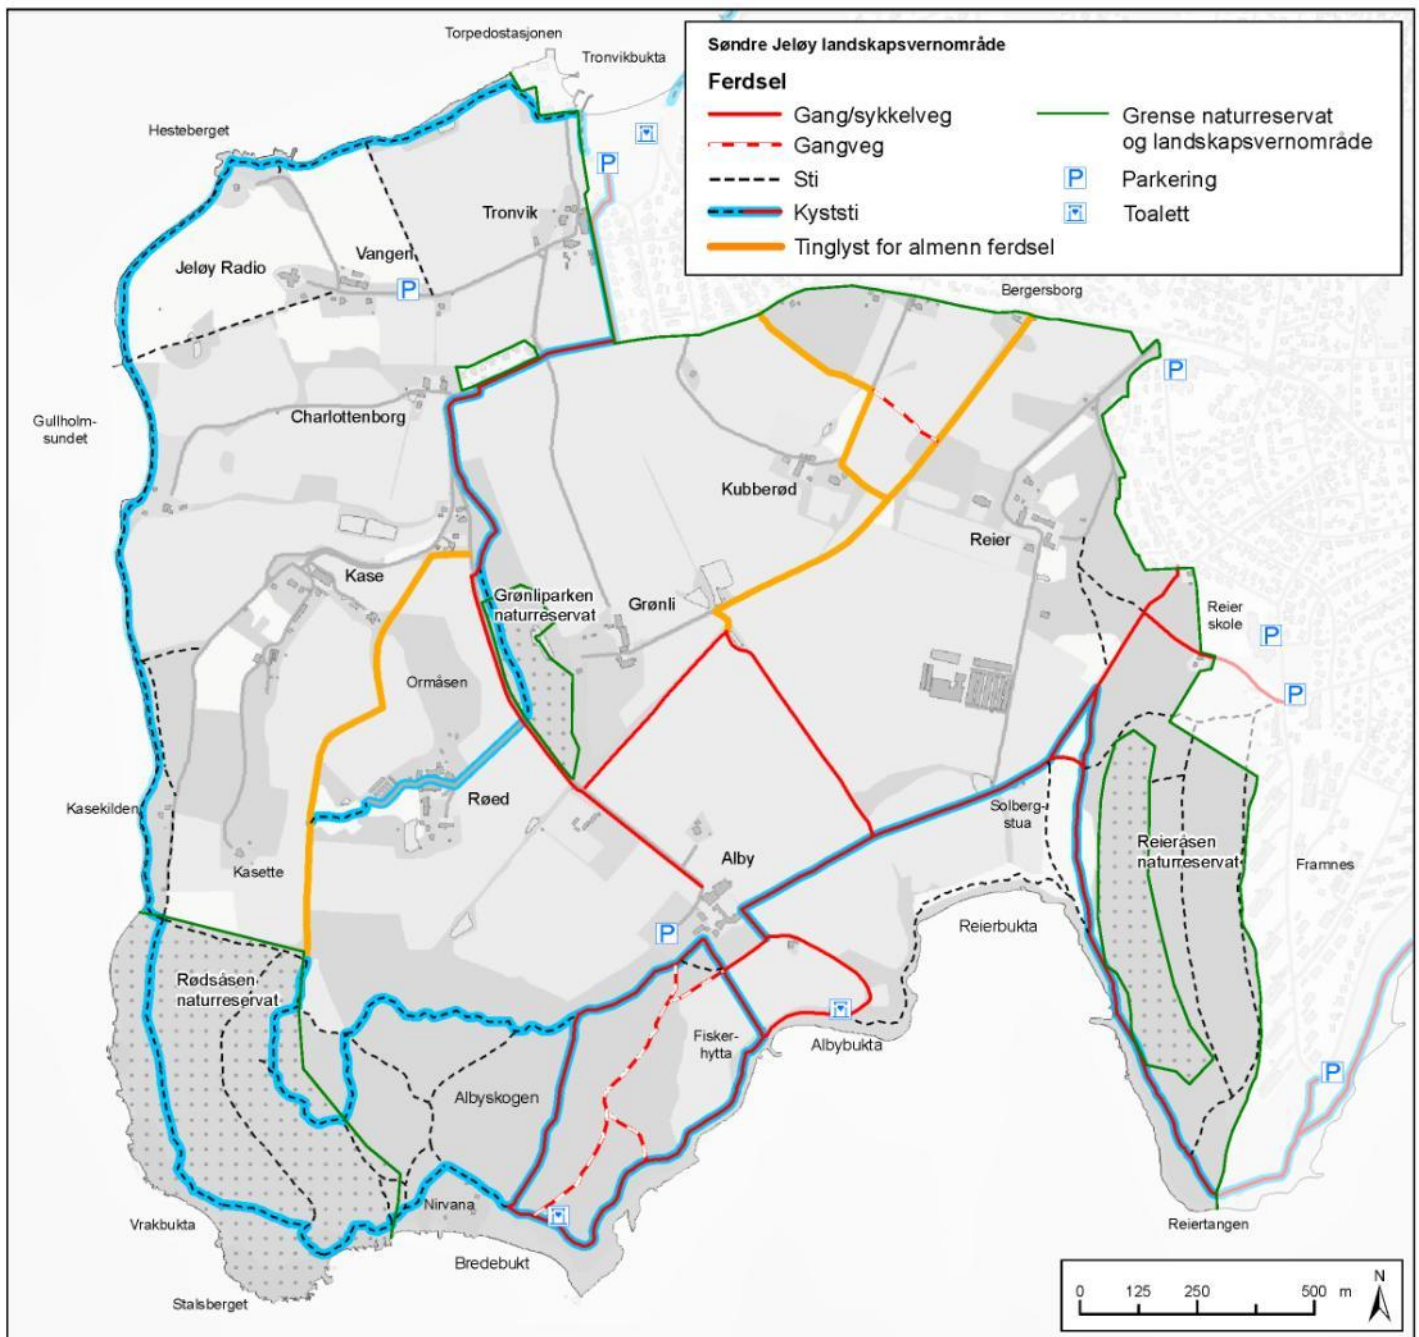 Torpedostasjonen
Tronvikbukta
Søndre Jeløy landskapsvernområde
Ferdsel
Gang/sykkelveg
Gangveg
Sti
Kyststi
Tinglyst for almenn ferdsel
Grense naturreservat
og landskapsvernområde
P Parkering
Toalett
Hesteberget
P
Tronvik
Vangen
Jeløy Radio
P
Bergersborg
P
Charlottenborg
Gullholm-
sundet
Kubberød
Reier
Kase
Grønliparken
naturreservat
Grønli
Reier
skole
P
P
Ormåsen
Røed
Kasekilden
Solberg-
stua
Kasette
Alby
Reieråsen
naturreservat
Framnes
P
Reierbukta
Rødsåsen
naturreservat
Fisker-
hytta
Albybukta
P
Albyskogen
Nirvana
Vrakbukta
Bredebukt
Stalsberget
Reiertangen
0 125 250 500 m
N